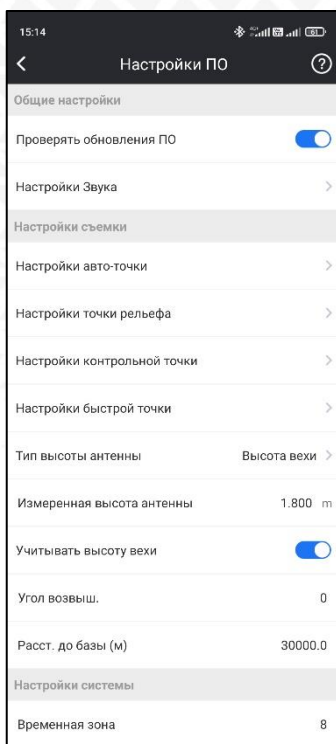 15:14
Настройки ПО
Общие настройки
Проверять обновления ПО
Настройки Звука
Настройки съемки
Настройки авто-точки
Настройки точки рельефа
Настройки контрольной точки
Настройки быстрой точки
Тип высоты антенны Высота вехи
Измеренная высота антенны 1.800 m
Учитывать высоту вехи
Угол возвыш. 0
Расст. до базы (м) 30000.0
Настройки системы
Временная зона 8